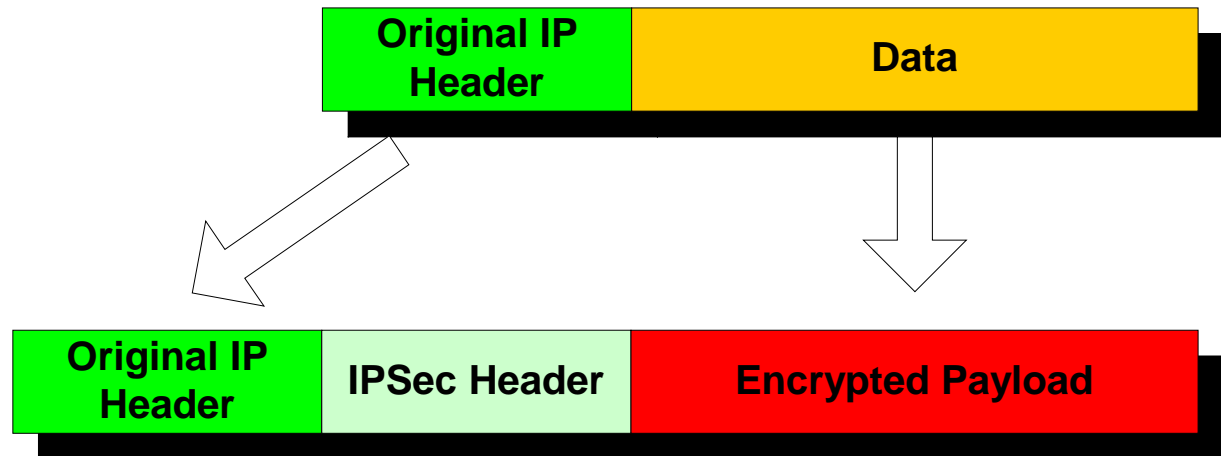 Original IP
Header
Data
Original IP
Header
IPSec Header
Encrypted Payload